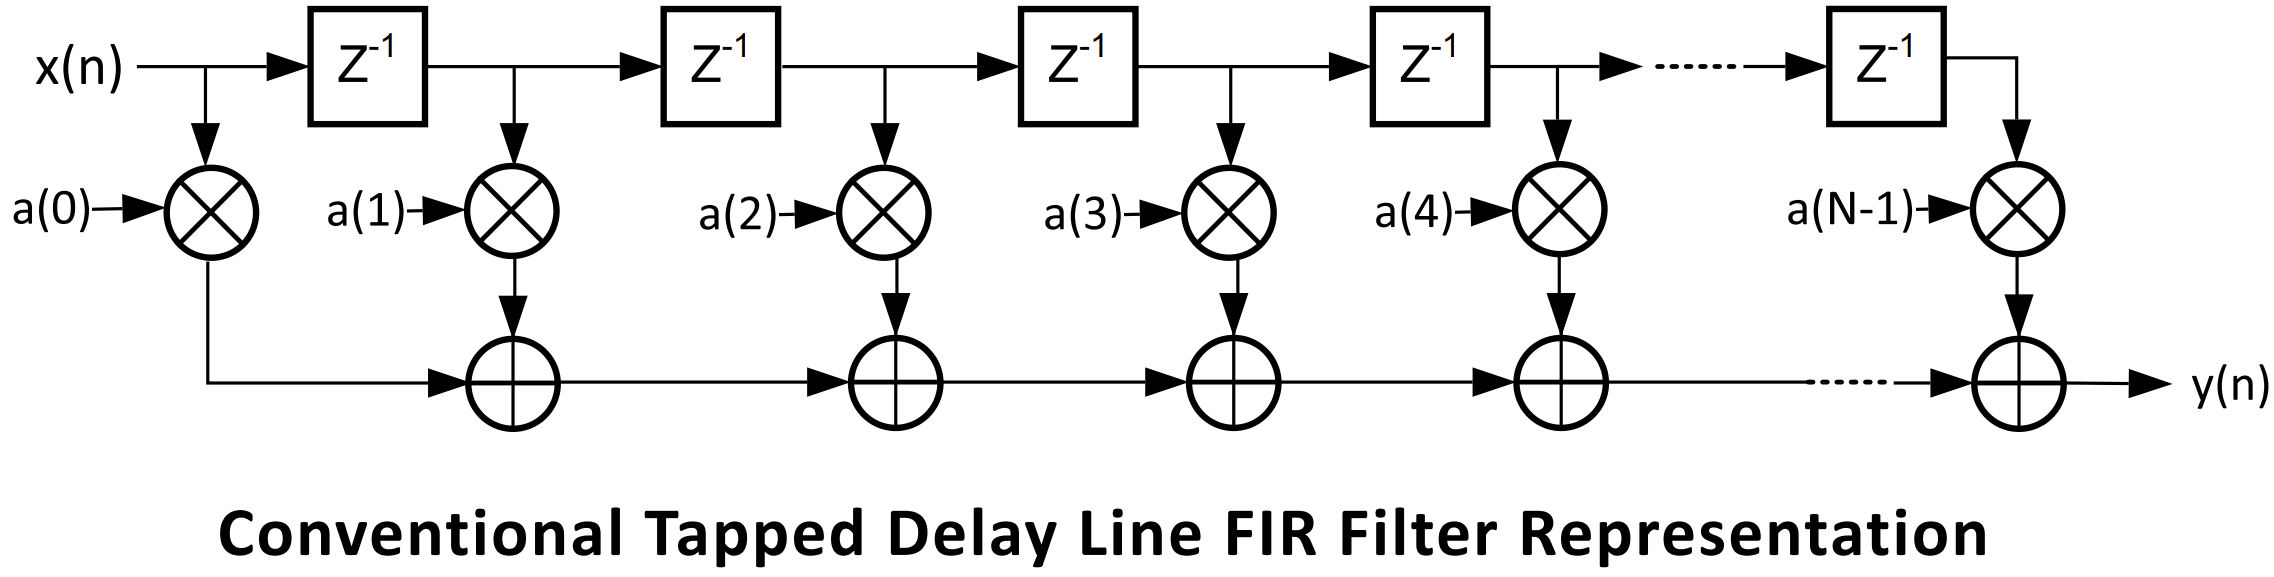 x(n) Z⁻¹ Z⁻¹ Z⁻¹ Z⁻¹ Z⁻¹
a(0) a(1) a(2) a(3) a(4) a(N-1)
y(n)
Conventional Tapped Delay Line FIR Filter Representation